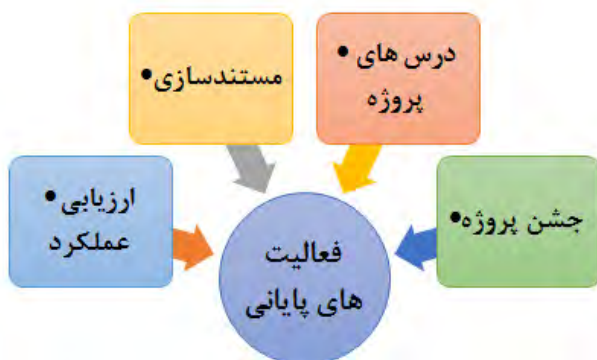 • درس های
پروژه
• مستندسازی
• جشن پروژه
• ارزیابی
عملکرد
فعالیت
های پایانی